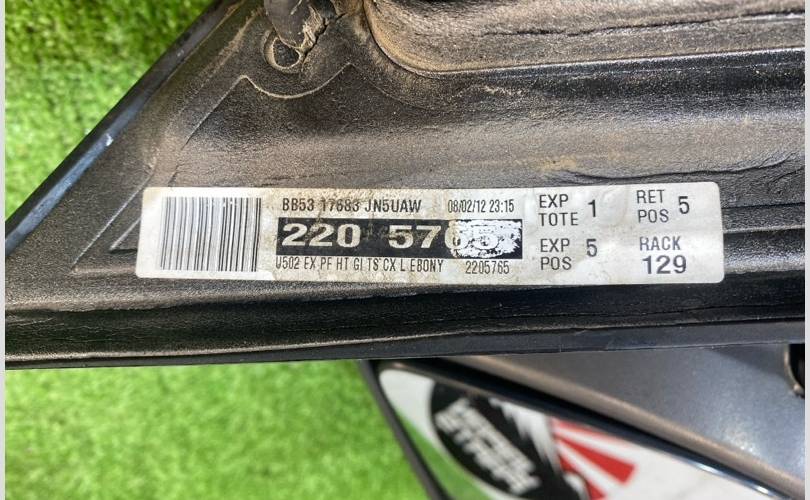 BB53 17683 JN5UAW 08/02/12 23:15
220 57
U502 EX PF HT GI TS CX L EBONY 2205765
EXP TOTE 1
RET POS 5
EXP POS 5
RACK 129